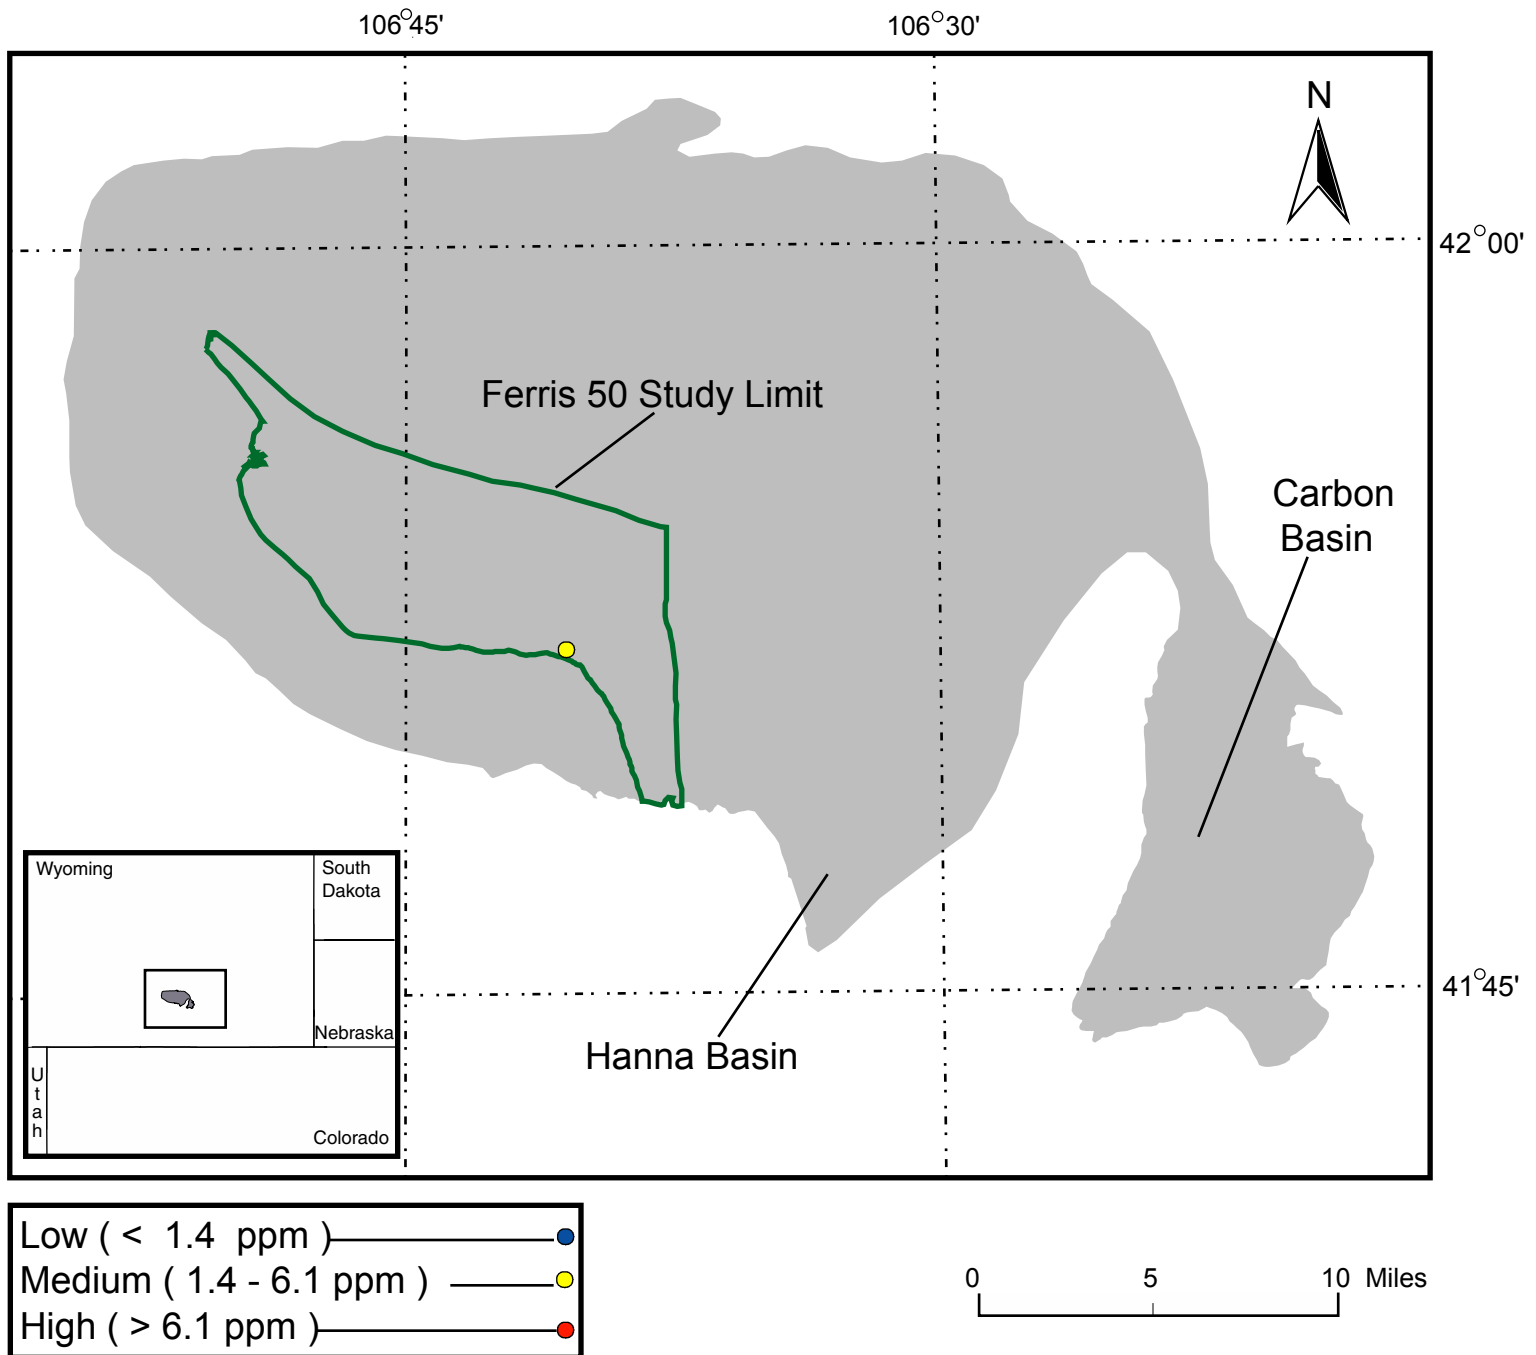 106°45'
106°30'
N
42°00'
Ferris 50 Study Limit
Carbon
Basin
Wyoming
South
Dakota
Nebraska
Utah
Colorado
Hanna Basin
41°45'
Low ( < 1.4 ppm )
Medium ( 1.4 - 6.1 ppm )
High ( > 6.1 ppm )
0 5 10 Miles